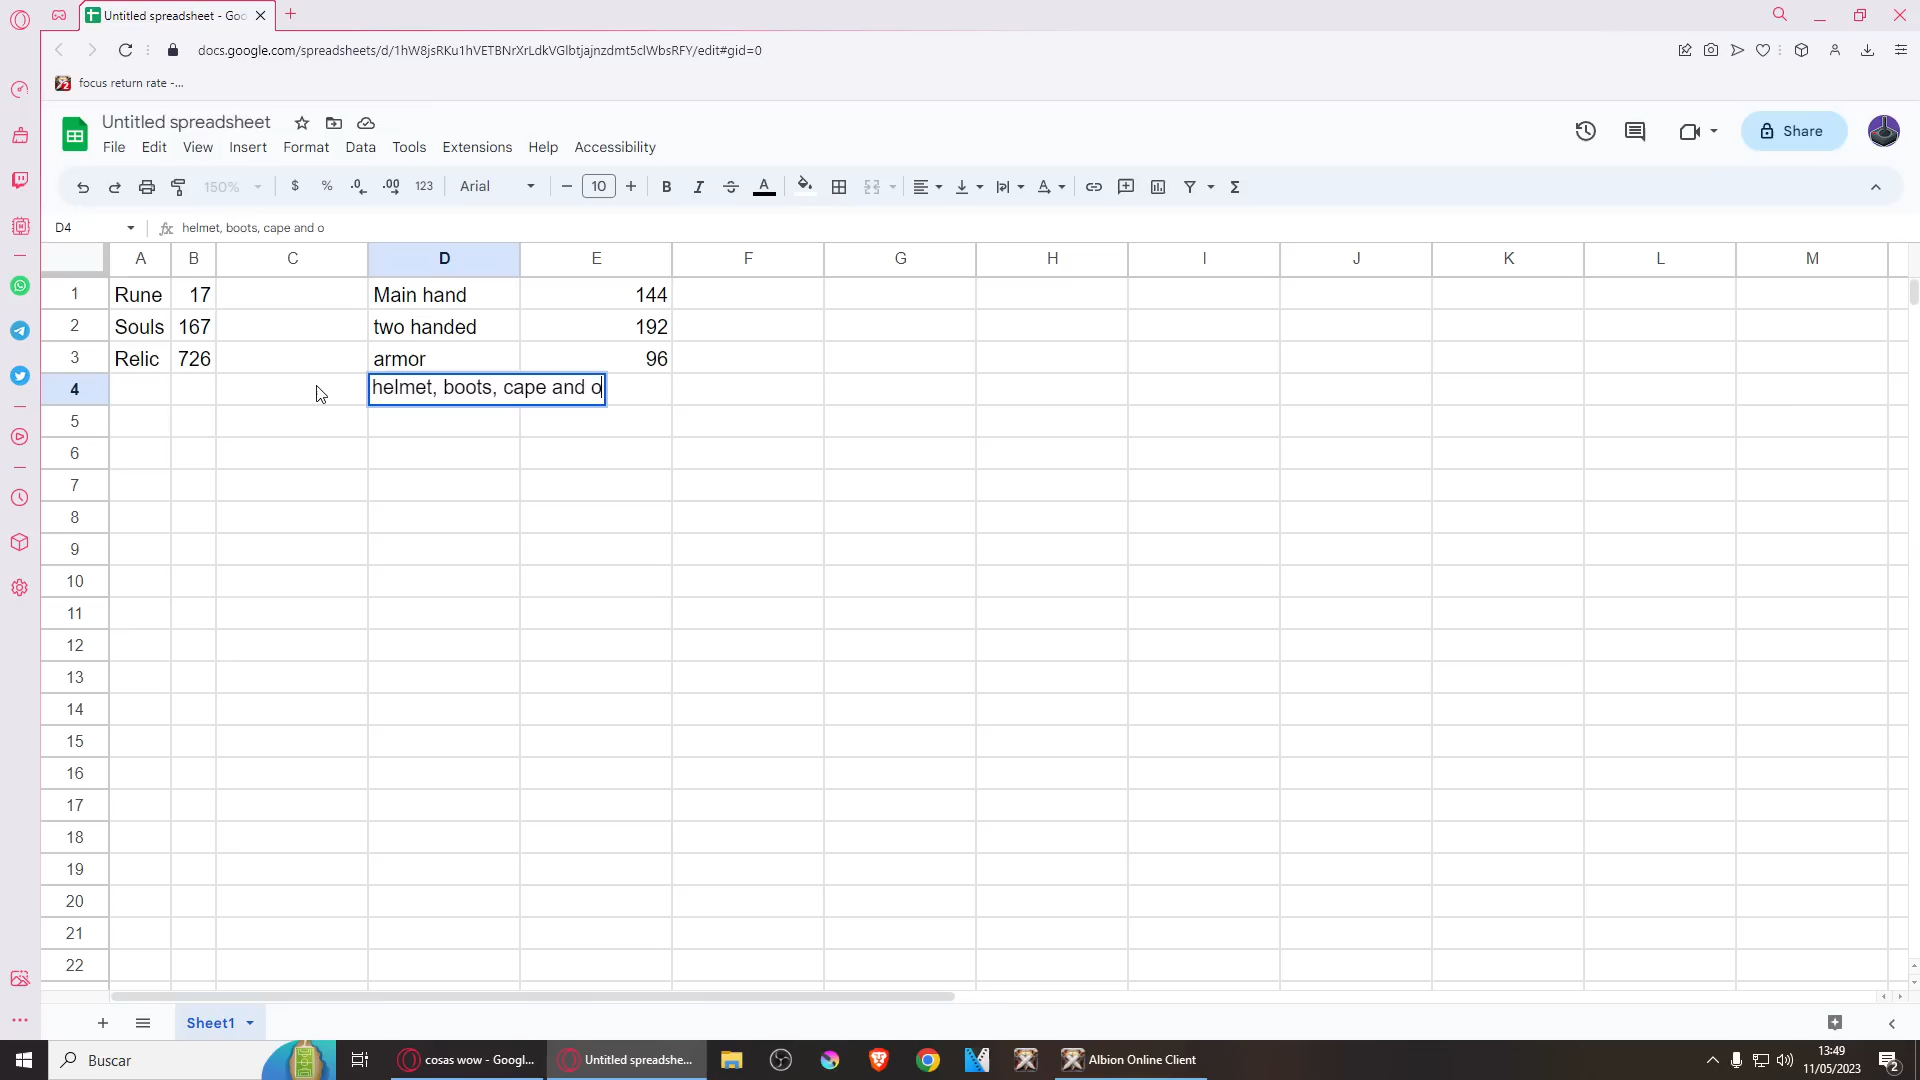 Untitled spreadsheet - Goo
docs.google.com/spreadsheets/d/1hW8jsRKu1hVETBNrXrLdkVGlbtjajnzdmt5clWbsRFY/edit#gid=0
focus return rate -...
Untitled spreadsheet
Share
File Edit View Insert Format Data Tools Extensions Help Accessibility
150% $ % .0 .00 123 Arial 10 B I A A
D4 fx helmet, boots, cape and o
A B C D E F G H I J K L M
1 Rune 17 Main hand 144
2 Souls 167 two handed 192
3 Relic 726 armor 96
4 helmet, boots, cape and o
5
6
7
8
9
10
11
12
13
14
15
16
17
18
19
20
21
22
Sheet1
Buscar cosas wow - Googl... Untitled spreadshe... Albion Online Client 13:49
11/05/2023 2